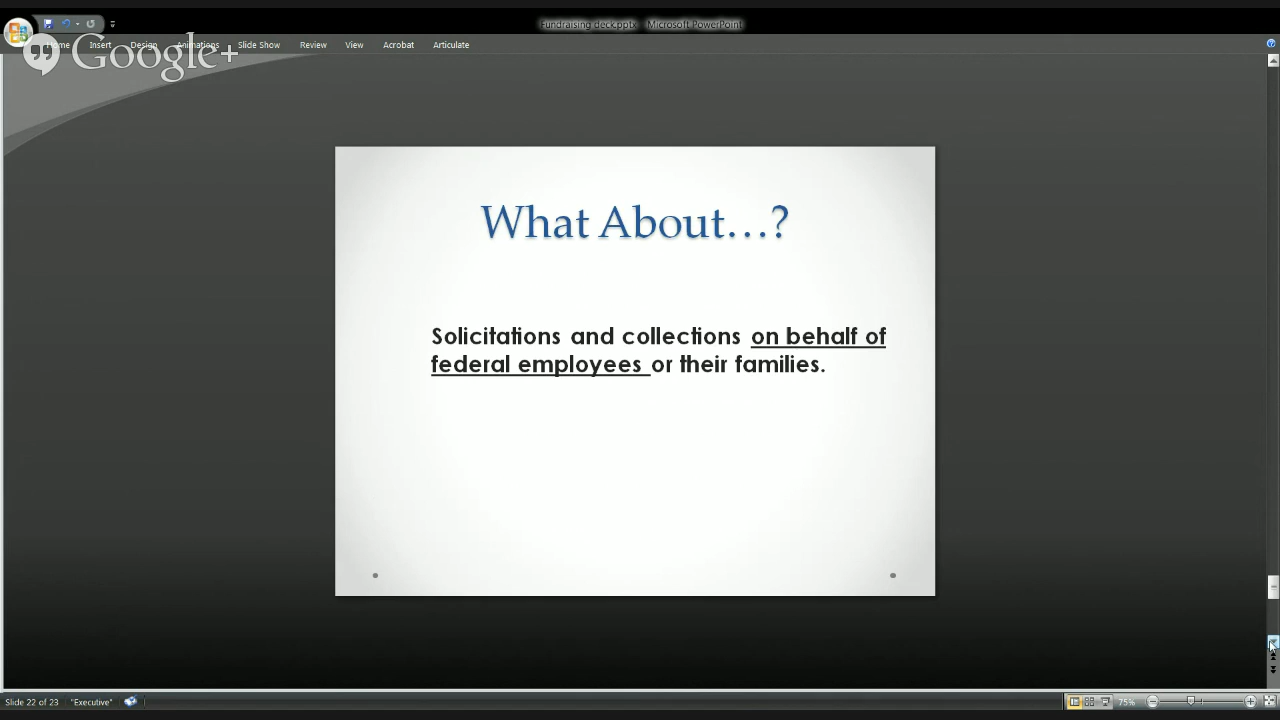 Fundraising deck.pptx - Microsoft PowerPoint
Home Insert Design Animations Slide Show Review View Acrobat Articulate
Google+
What About...?
Solicitations and collections on behalf of
federal employees or their families.
Slide 22 of 23 "Executive" 75%